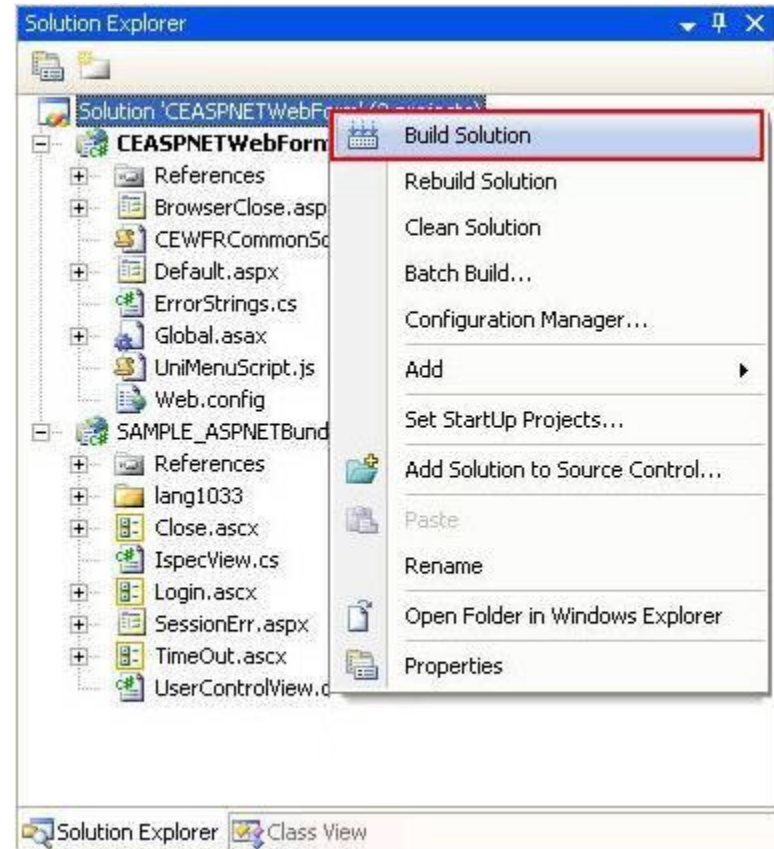 Solution Explorer
Solution 'CEASPNETWebForm' (2 projects)
CEASPNETWebForm
References
BrowserClose.asp
CEWFRCommonSc
Default.aspx
ErrorStrings.cs
Global.asax
UniMenuScript.js
Web.config
SAMPLE_ASPNETBund
References
lang1033
Close.ascx
IspecView.cs
Login.ascx
SessionErr.aspx
TimeOut.ascx
UserControlView.c
Build Solution
Rebuild Solution
Clean Solution
Batch Build...
Configuration Manager...
Add
Set StartUp Projects...
Add Solution to Source Control...
Paste
Rename
Open Folder in Windows Explorer
Properties
Solution Explorer
Class View